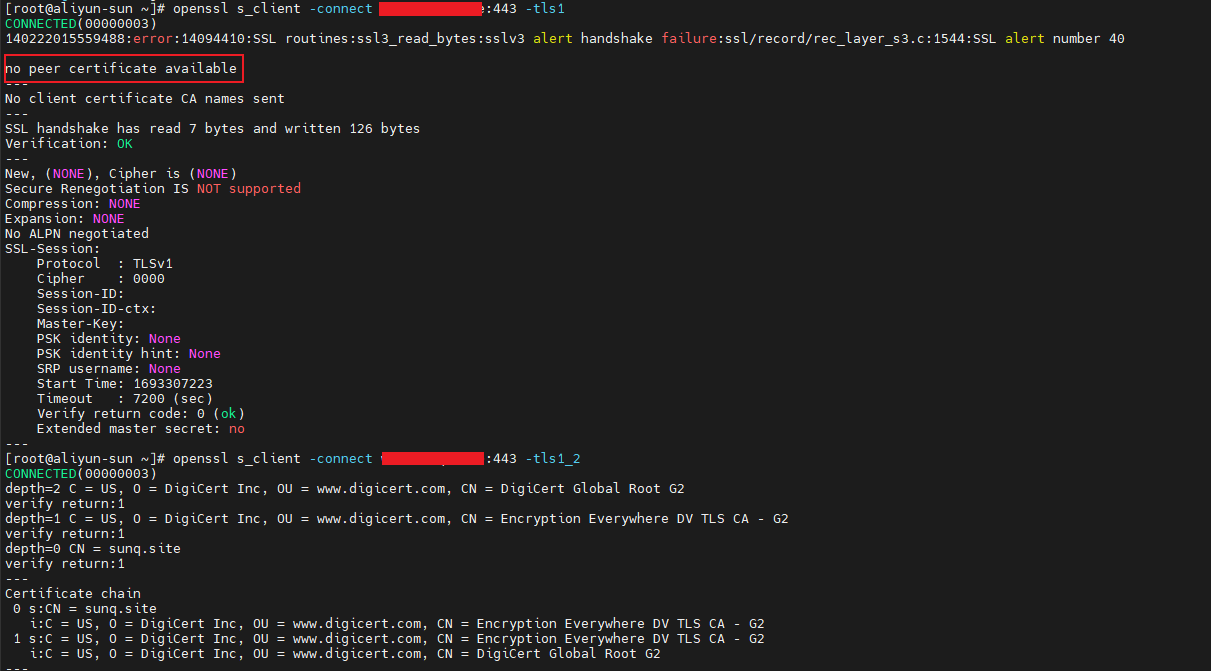 [root@aliyun-sun ~]# openssl s_client -connect :443 -tls1
CONNECTED(00000003)
140222015559488:error:14094410:SSL routines:ssl3_read_bytes:sslv3 alert handshake failure:ssl/record/rec_layer_s3.c:1544:SSL alert number 40
no peer certificate available
---
No client certificate CA names sent
---
SSL handshake has read 7 bytes and written 126 bytes
Verification: OK
---
New, (NONE), Cipher is (NONE)
Secure Renegotiation IS NOT supported
Compression: NONE
Expansion: NONE
No ALPN negotiated
SSL-Session:
    Protocol  : TLSv1
    Cipher    : 0000
    Session-ID:
    Session-ID-ctx:
    Master-Key:
    PSK identity: None
    PSK identity hint: None
    SRP username: None
    Start Time: 1693307223
    Timeout   : 7200 (sec)
    Verify return code: 0 (ok)
    Extended master secret: no
---
[root@aliyun-sun ~]# openssl s_client -connect :443 -tls1_2
CONNECTED(00000003)
depth=2 C = US, O = DigiCert Inc, OU = www.digicert.com, CN = DigiCert Global Root G2
verify return:1
depth=1 C = US, O = DigiCert Inc, OU = www.digicert.com, CN = Encryption Everywhere DV TLS CA - G2
verify return:1
depth=0 CN = sunq.site
verify return:1
---
Certificate chain
 0 s:CN = sunq.site
   i:C = US, O = DigiCert Inc, OU = www.digicert.com, CN = Encryption Everywhere DV TLS CA - G2
 1 s:C = US, O = DigiCert Inc, OU = www.digicert.com, CN = Encryption Everywhere DV TLS CA - G2
   i:C = US, O = DigiCert Inc, OU = www.digicert.com, CN = DigiCert Global Root G2
---